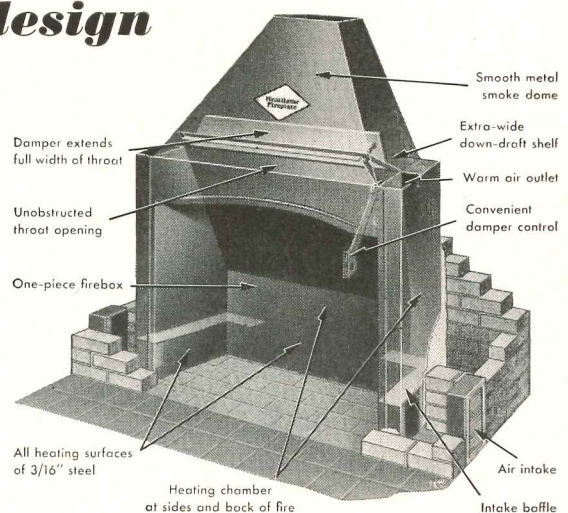 design
Heatilator
Fireplace
Smooth metal
smoke dome
Damper extends
full width of throat
Extra-wide
down-draft shelf
Warm air outlet
Unobstructed
throat opening
Convenient
damper control
One-piece firebox
All heating surfaces
of 3/16" steel
Heating chamber
at sides and back of fire
Air intake
Intake baffle